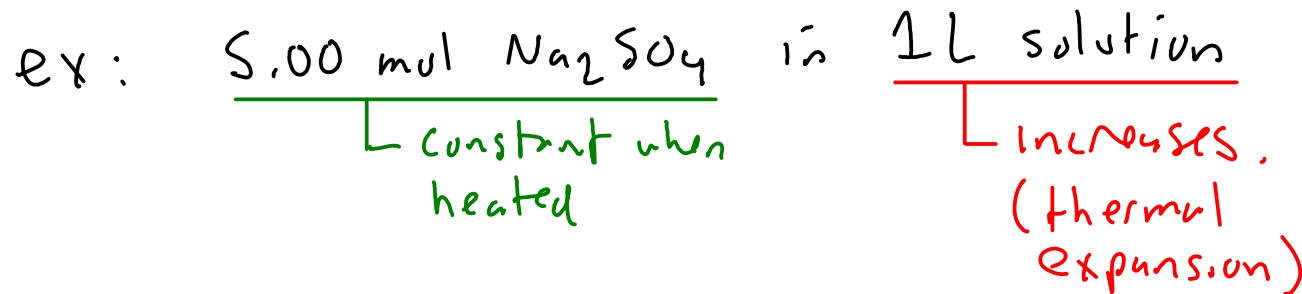 ex: 5.00 mol Na₂SO₄ in 1L solution
constant when
heated
increases.
(thermal
expansion)